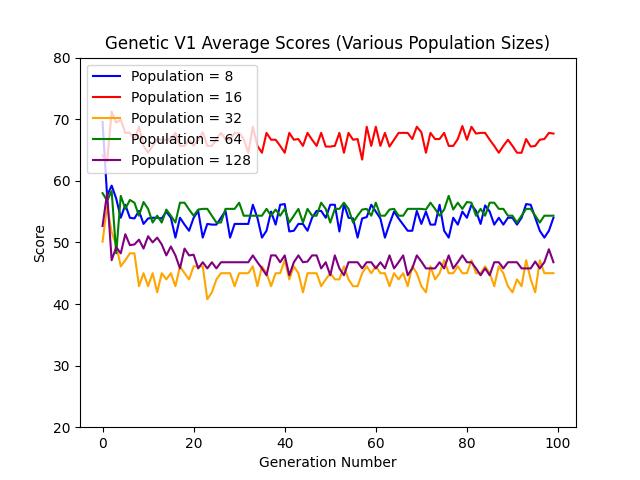 Genetic V1 Average Scores (Various Population Sizes)
Population = 8
Population = 16
Population = 32
Population = 64
Population = 128
80
70
60
50
40
30
20
Score
0
20
40
60
80
100
Generation Number